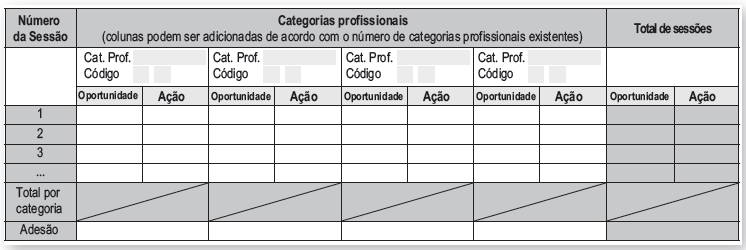 Número
da Sessão
Categorias profissionais
(colunas podem ser adicionadas de acordo com o número de categorias profissionais existentes)
Total de sessões
Cat. Prof.
Código
Cat. Prof.
Código
Cat. Prof.
Código
Cat. Prof.
Código
Oportunidade Ação Oportunidade Ação Oportunidade Ação Oportunidade Ação Oportunidade Ação
1
2
3
...
Total por
categoria
Adesão